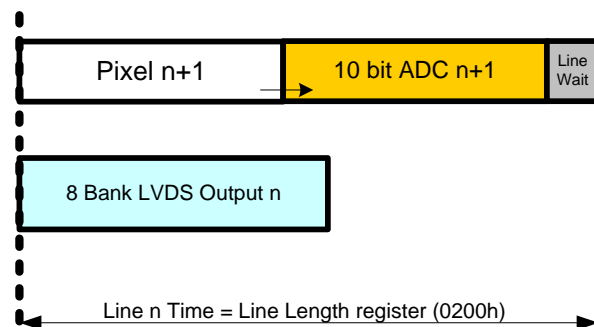 Pixel n+1
10 bit ADC n+1
Line
Wait
8 Bank LVDS Output n
Line n Time = Line Length register (0200h)